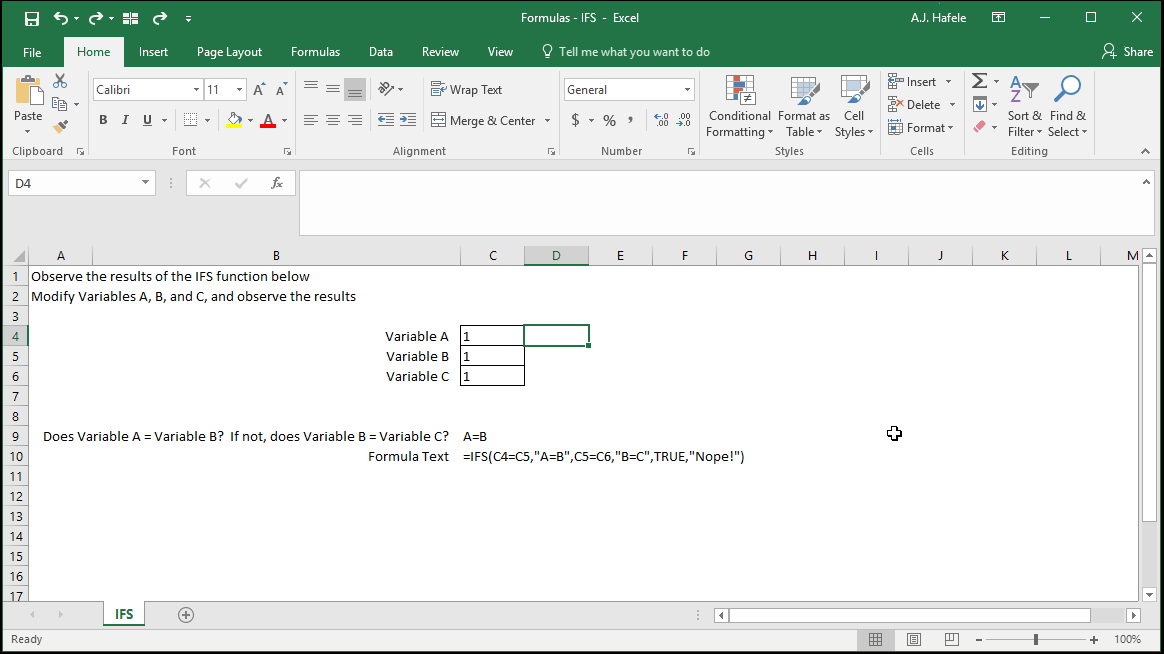 Formulas - IFS - Excel
A.J. Hafele
File Home Insert Page Layout Formulas Data Review View Tell me what you want to do Share
Paste
Clipboard
Calibri 11
B I U A
Font
Wrap Text
Merge & Center
Alignment
General
$ % ,
Number
Conditional Formatting
Format as Table
Cell Styles
Styles
Insert
Delete
Format
Cells
Sort & Filter
Find & Select
Editing
D4 fx
A B C D E F G H I J K L M
1 Observe the results of the IFS function below
2 Modify Variables A, B, and C, and observe the results
3
4 Variable A 1
5 Variable B 1
6 Variable C 1
7
8
9 Does Variable A = Variable B? If not, does Variable B = Variable C? A=B
10 Formula Text =IFS(C4=C5,"A=B",C5=C6,"B=C",TRUE,"Nope!")
11
12
13
14
15
16
17
IFS
Ready 100%